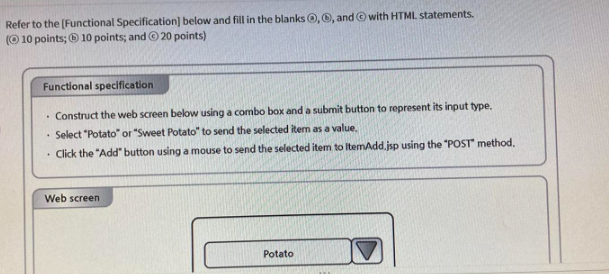 Refer to the [Functional Specification] below and fill in the blanks ⓐ, ⓑ, and ⓒ with HTML statements.
(ⓐ 10 points; ⓑ 10 points; and ⓒ 20 points)
Functional specification
· Construct the web screen below using a combo box and a submit button to represent its input type.
· Select "Potato" or "Sweet Potato" to send the selected item as a value.
· Click the "Add" button using a mouse to send the selected item to ItemAdd.jsp using the "POST" method.
Web screen
Potato